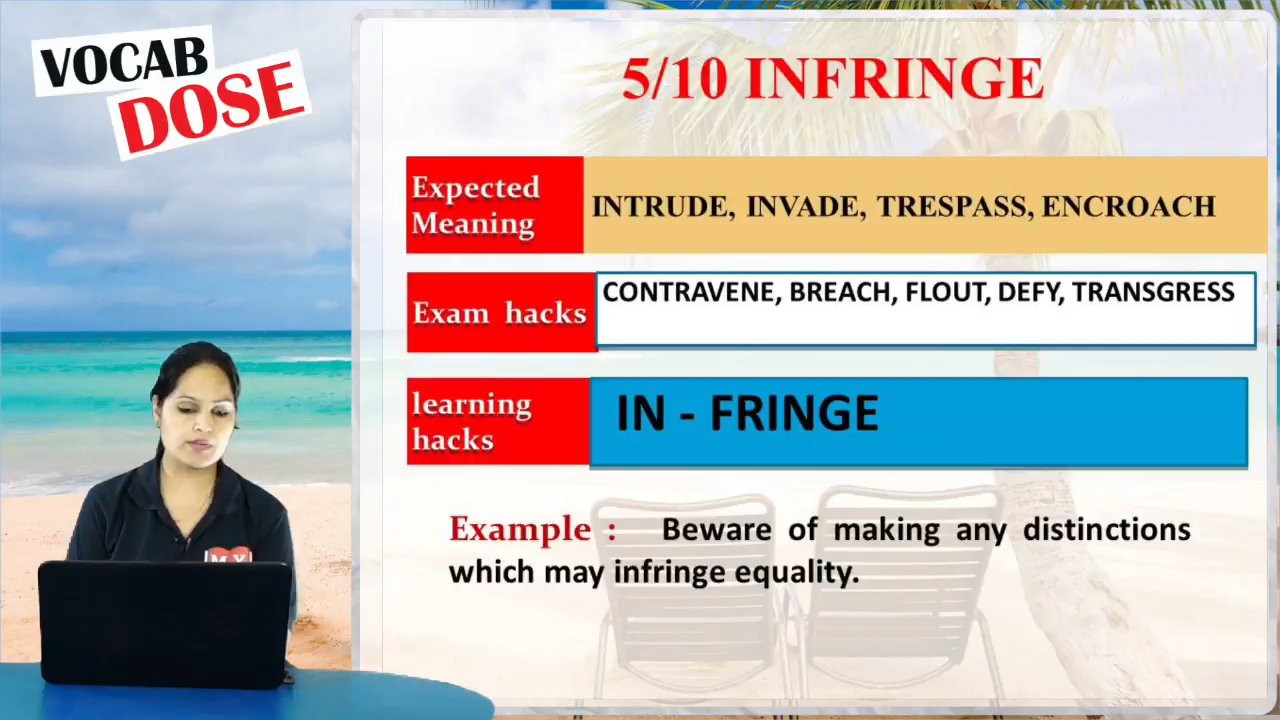 VOCAB
DOSE
5/10 INFRINGE
Expected
Meaning
INTRUDE, INVADE, TRESPASS, ENCROACH
Exam hacks
CONTRAVENE, BREACH, FLOUT, DEFY, TRANSGRESS
learning
hacks
IN - FRINGE
Example : Beware of making any distinctions
which may infringe equality.